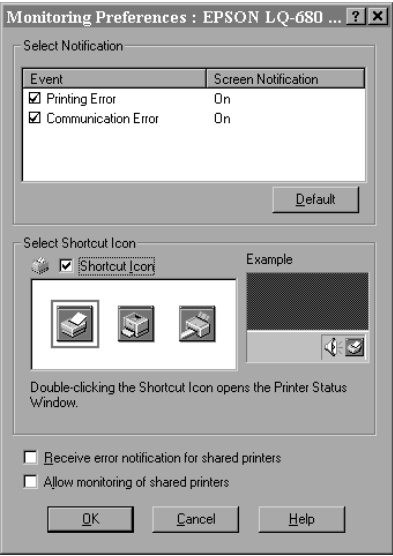 Monitoring Preferences : EPSON LQ-680 ...
Select Notification
Event Screen Notification
Printing Error On
Communication Error On
Default
Select Shortcut Icon
Shortcut Icon
Example
Double-clicking the Shortcut Icon opens the Printer Status
Window.
Receive error notification for shared printers
Allow monitoring of shared printers
OK Cancel Help